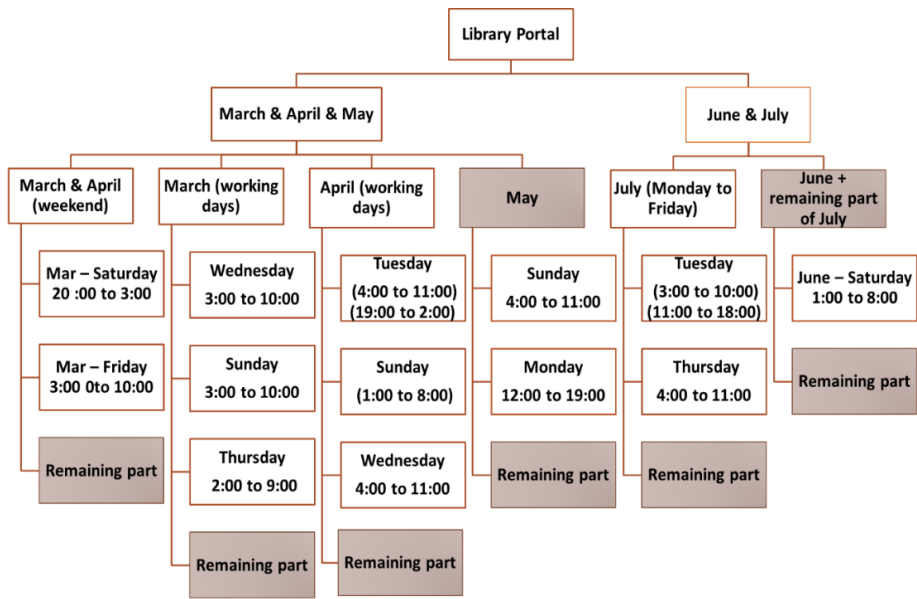 Library Portal
March & April & May
June & July
March & April
(weekend)
March (working
days)
April (working
days)
May
July (Monday to
Friday)
June +
remaining part
of July
Mar – Saturday
20 :00 to 3:00
Wednesday
3:00 to 10:00
Tuesday
(4:00 to 11:00)
(19:00 to 2:00)
Sunday
4:00 to 11:00
Tuesday
(3:00 to 10:00)
(11:00 to 18:00)
June – Saturday
1:00 to 8:00
Mar – Friday
3:00 0to 10:00
Sunday
3:00 to 10:00
Sunday
(1:00 to 8:00)
Monday
12:00 to 19:00
Thursday
4:00 to 11:00
Remaining part
Remaining part
Thursday
2:00 to 9:00
Wednesday
4:00 to 11:00
Remaining part
Remaining part
Remaining part
Remaining part